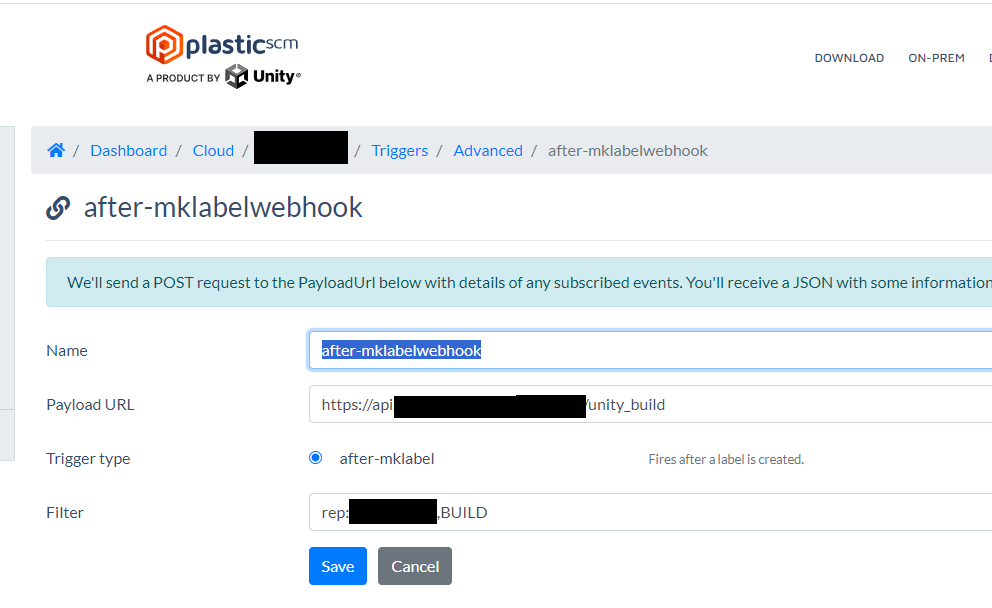 plasticscm
A PRODUCT BY Unity®
DOWNLOAD ON-PREM
/ Dashboard / Cloud / / Triggers / Advanced / after-mklabelwebhook
after-mklabelwebhook
We'll send a POST request to the PayloadUrl below with details of any subscribed events. You'll receive a JSON with some information
Name after-mklabelwebhook
Payload URL https://api /unity_build
Trigger type after-mklabel Fires after a label is created.
Filter rep: ,BUILD
Save Cancel